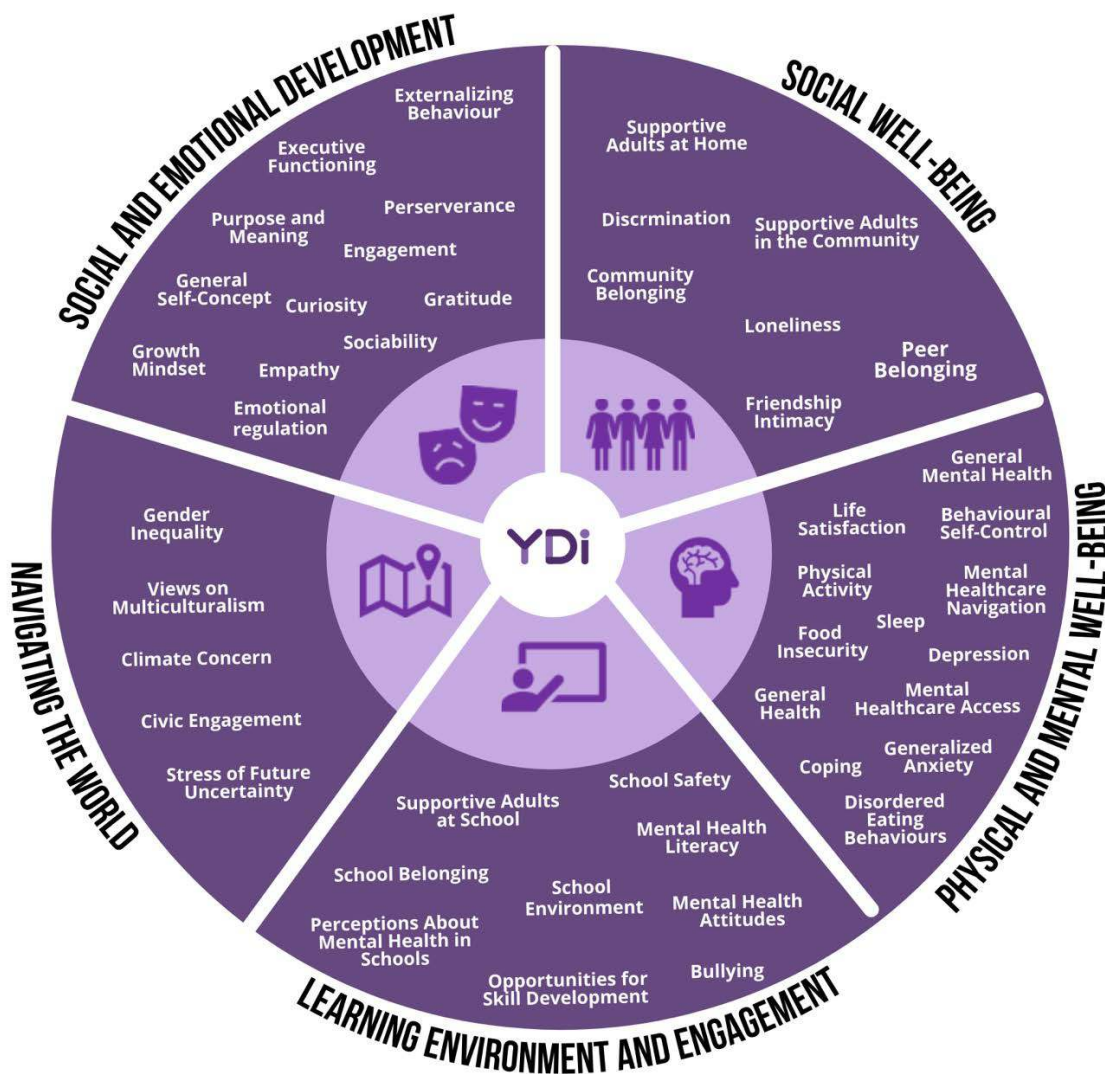 SOCIAL AND EMOTIONAL DEVELOPMENT
Externalizing
Behaviour
Executive
Functioning
Perserverance
Purpose and
Meaning
Engagement
General
Self-Concept
Curiosity
Gratitude
Sociability
Growth
Mindset
Empathy
Emotional
regulation
SOCIAL WELL-BEING
Supportive
Adults at Home
Discrmination
Supportive Adults
in the Community
Community
Belonging
Loneliness
Peer
Belonging
Friendship
Intimacy
PHYSICAL AND MENTAL WELL-BEING
General
Mental Health
Life
Satisfaction
Behavioural
Self-Control
Physical
Activity
Mental
Healthcare
Navigation
Sleep
Food
Insecurity
Depression
General
Health
Mental
Healthcare Access
Coping
Generalized
Anxiety
Disordered
Eating
Behaviours
LEARNING ENVIRONMENT AND ENGAGEMENT
School Safety
Supportive Adults
at School
Mental Health
Literacy
School Belonging
School
Environment
Mental Health
Attitudes
Perceptions About
Mental Health in
Schools
Opportunities for
Skill Development
Bullying
NAVIGATING THE WORLD
Gender
Inequality
Views on
Multiculturalism
Climate Concern
Civic Engagement
Stress of Future
Uncertainty
YDi